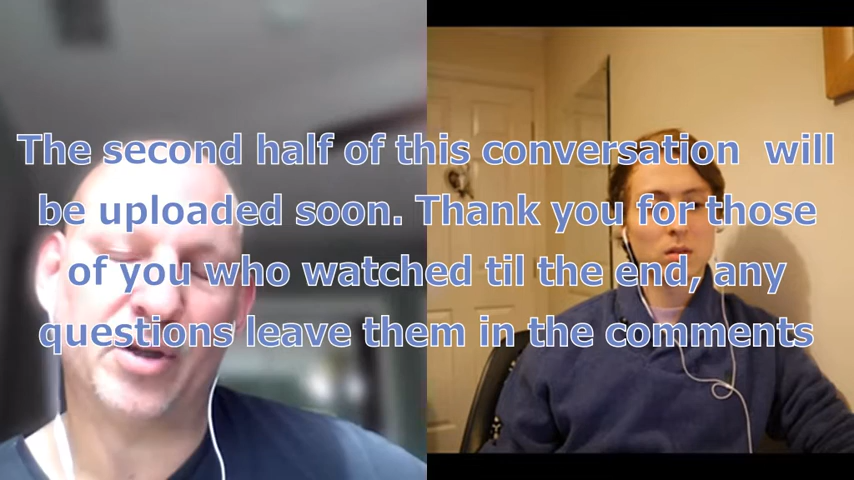 The second half of this conversation  will
be uploaded soon. Thank you for those
of you who watched til the end, any
questions leave them in the comments